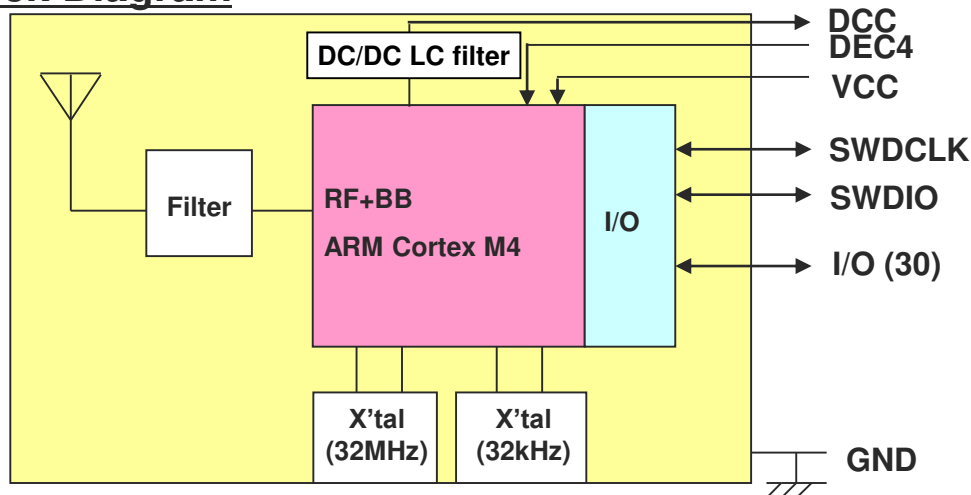 Diagram
DCC
DEC4
VCC
DC/DC LC filter
SWDCLK
SWDIO
I/O (30)
Filter
RF+BB
ARM Cortex M4
I/O
X'tal
(32MHz)
X'tal
(32kHz)
GND